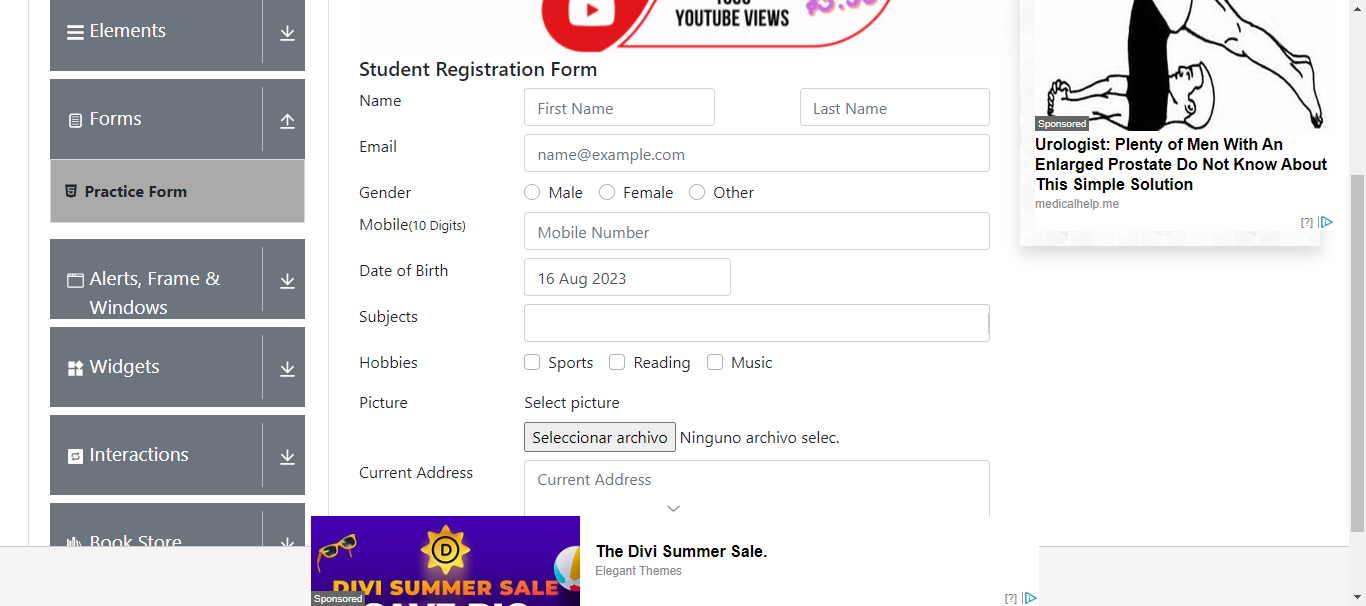 Elements
Forms
Practice Form
Alerts, Frame &
Windows
Widgets
Interactions
Book Store
YOUTUBE VIEWS
Student Registration Form
Name
First Name
Last Name
Email
name@example.com
Gender
Male
Female
Other
Mobile(10 Digits)
Mobile Number
Date of Birth
16 Aug 2023
Subjects
Hobbies
Sports
Reading
Music
Picture
Select picture
Seleccionar archivo
Ninguno archivo selec.
Current Address
Current Address
Sponsored
Urologist: Plenty of Men With An
Enlarged Prostate Do Not Know About
This Simple Solution
medicalhelp.me
[?]
DIVI SUMMER SALE
Sponsored
The Divi Summer Sale.
Elegant Themes
[?]